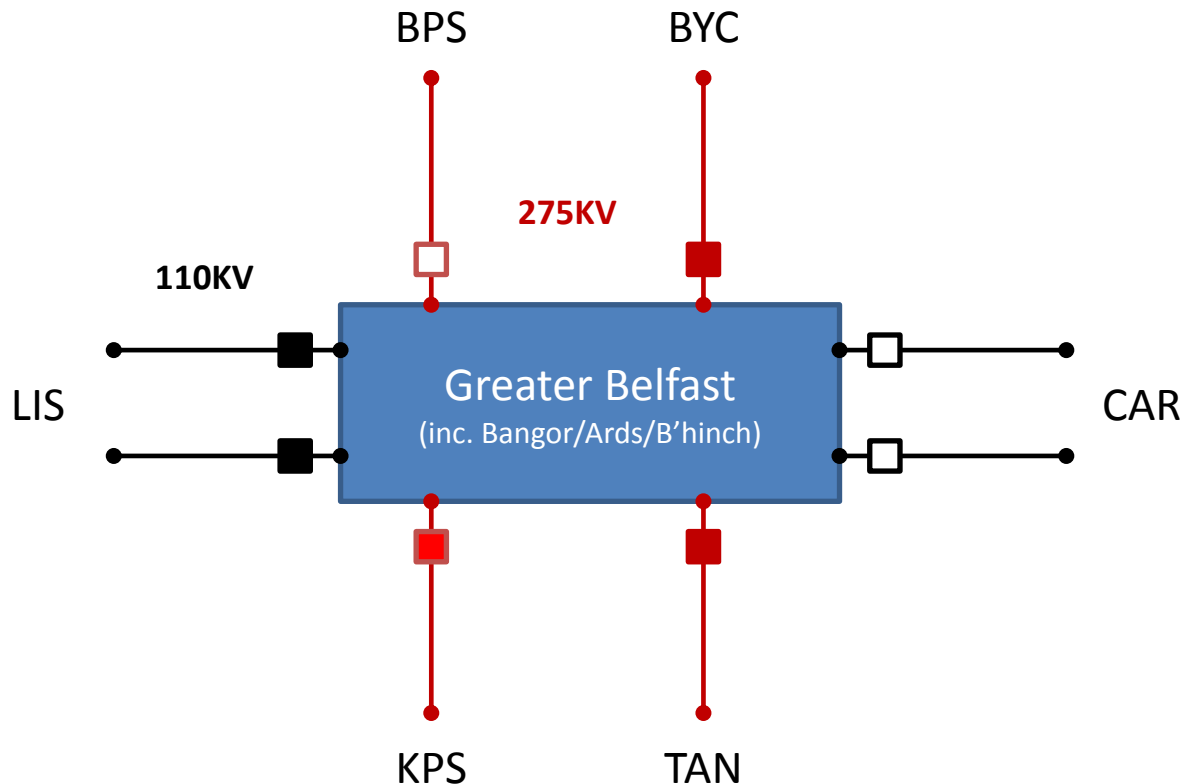 BPS
BYC
275KV
110KV
LIS
Greater Belfast
(inc. Bangor/Ards/B’hinch)
CAR
KPS
TAN